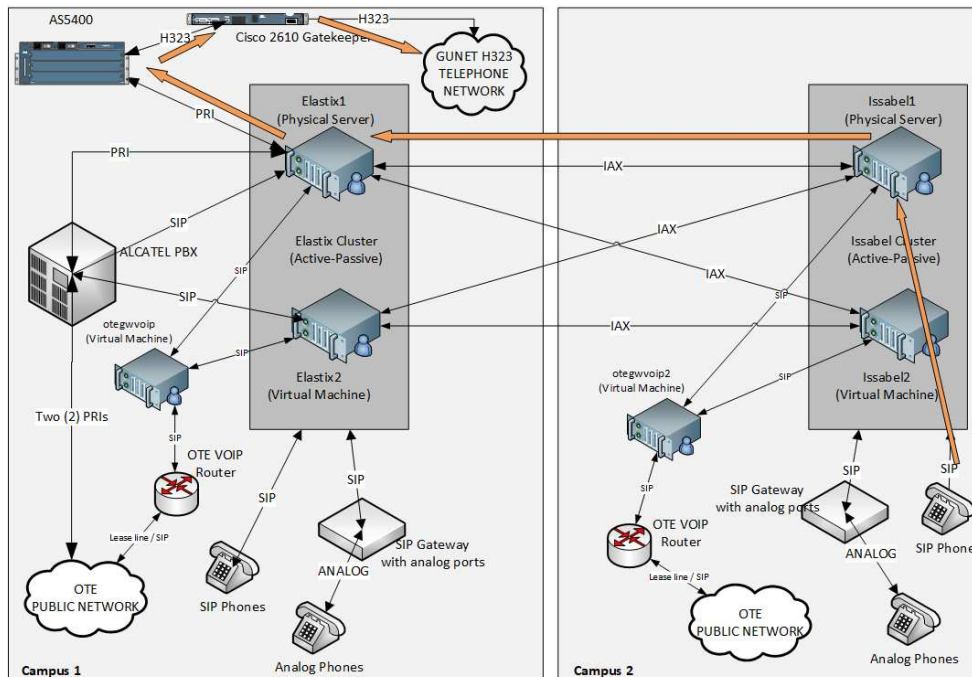 AS5400
H323
H323
Cisco 2610 Gatekeeper
GUNET H323
TELEPHONE
NETWORK
Elastix1
(Physical Server)
PRI
PRI
SIP
ALCATEL PBX
Elastix Cluster
(Active-Passive)
SIP
SIP
otegwvoip
(Virtual Machine)
SIP
Elastix2
(Virtual Machine)
Two (2) PRIs
SIP
OTE VOIP
Router
SIP
SIP
Lease line / SIP
SIP Gateway
with analog ports
ANALOG
OTE
PUBLIC NETWORK
SIP Phones
Analog Phones
Campus 1
IAX
IAX
IAX
IAX
Issabel1
(Physical Server)
Issabel Cluster
(Active-Passive)
SIP
otegwvoip2
(Virtual Machine)
SIP
Issabel2
(Virtual Machine)
SIP
SIP
SIP
SIP Gateway
with analog ports
OTE VOIP
Router
ANALOG
SIP Phone
Lease line / SIP
OTE
PUBLIC NETWORK
Analog Phones
Campus 2